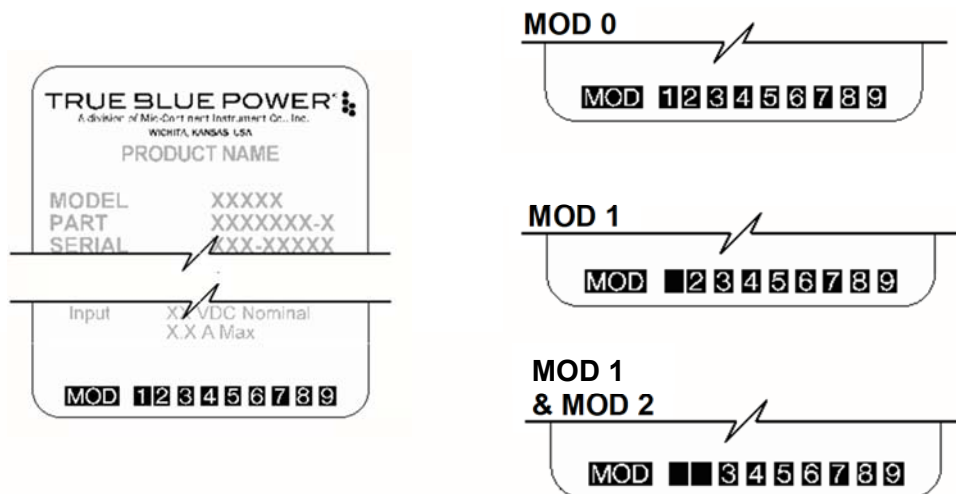 TRUE BLUE POWER
A division of Mid-Continent Instrument Co., Inc.
WICHITA, KANSAS USA
PRODUCT NAME
MODEL XXXXX
PART XXXXXXX-X
SERIAL XXX-XXXXX
Input XX VDC Nominal
X.X A Max
MOD 1 2 3 4 5 6 7 8 9
MOD 0
MOD 1 2 3 4 5 6 7 8 9
MOD 1
MOD 2 3 4 5 6 7 8 9
MOD 1
& MOD 2
MOD 3 4 5 6 7 8 9